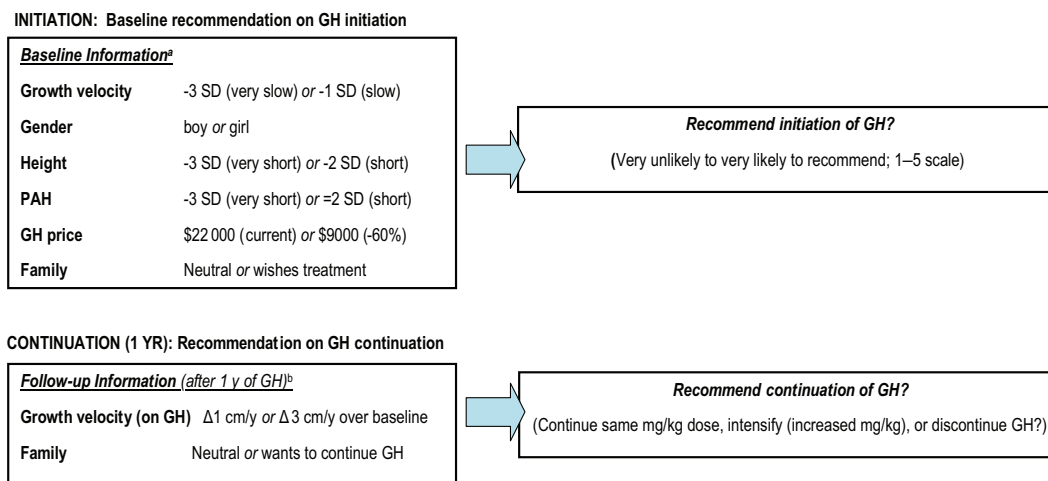 INITIATION: Baseline recommendation on GH initiation
Baseline Informationᵃ
Growth velocity -3 SD (very slow) or -1 SD (slow)
Gender boy or girl
Height -3 SD (very short) or -2 SD (short)
PAH -3 SD (very short) or =2 SD (short)
GH price $22 000 (current) or $9000 (-60%)
Family Neutral or wishes treatment
Recommend initiation of GH?
(Very unlikely to very likely to recommend; 1–5 scale)
CONTINUATION (1 YR): Recommendation on GH continuation
Follow-up Information (after 1 y of GH)ᵇ
Growth velocity (on GH) Δ1 cm/y or Δ 3 cm/y over baseline
Family Neutral or wants to continue GH
Recommend continuation of GH?
(Continue same mg/kg dose, intensify (increased mg/kg), or discontinue GH?)